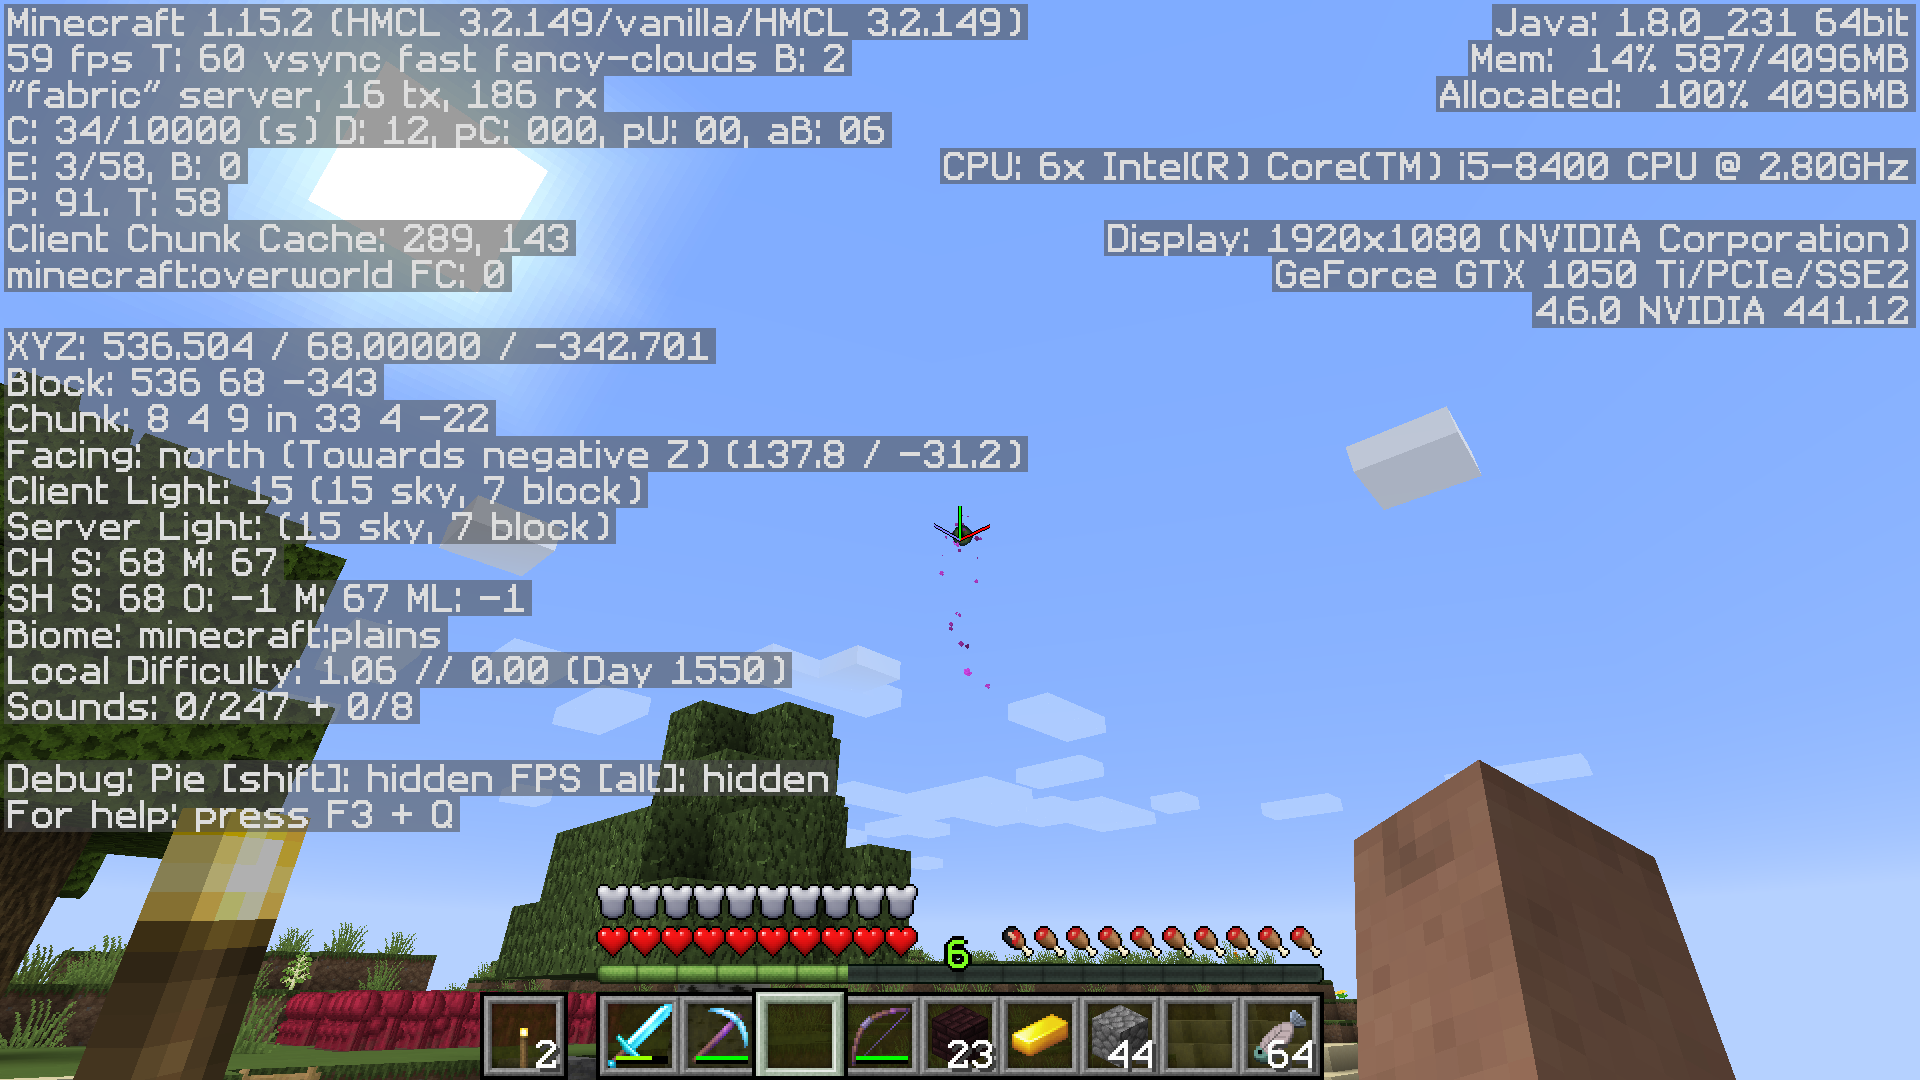 Minecraft 1.15.2 (HMCL 3.2.149/vanilla/HMCL 3.2.149)
59 fps T: 60 vsync fast fancy-clouds B: 2
"fabric" server, 16 tx, 186 rx
C: 34/10000 (s) D: 12, pC: 000, pU: 00, aB: 06
E: 3/58, B: 0
P: 91. T: 58
Client Chunk Cache: 289, 143
minecraft:overworld FC: 0
XYZ: 536.504 / 68.00000 / -342.701
Block: 536 68 -343
Chunk: 8 4 9 in 33 4 -22
Facing: north (Towards negative Z) (137.8 / -31.2)
Client Light: 15 (15 sky, 7 block)
Server Light: (15 sky, 7 block)
CH S: 68 M: 67
SH S: 68 O: -1 M: 67 ML: -1
Biome: minecraft:plains
Local Difficulty: 1.06 // 0.00 (Day 1550)
Sounds: 0/247 + 0/8
Debug: Pie [shift]: hidden FPS [alt]: hidden
For help: press F3 + Q
Java: 1.8.0_231 64bit
Mem: 14% 587/4096MB
Allocated: 100% 4096MB
CPU: 6x Intel(R) Core(TM) i5-8400 CPU @ 2.80GHz
Display: 1920x1080 (NVIDIA Corporation)
GeForce GTX 1050 Ti/PCIe/SSE2
4.6.0 NVIDIA 441.12
6
2
23
44
64